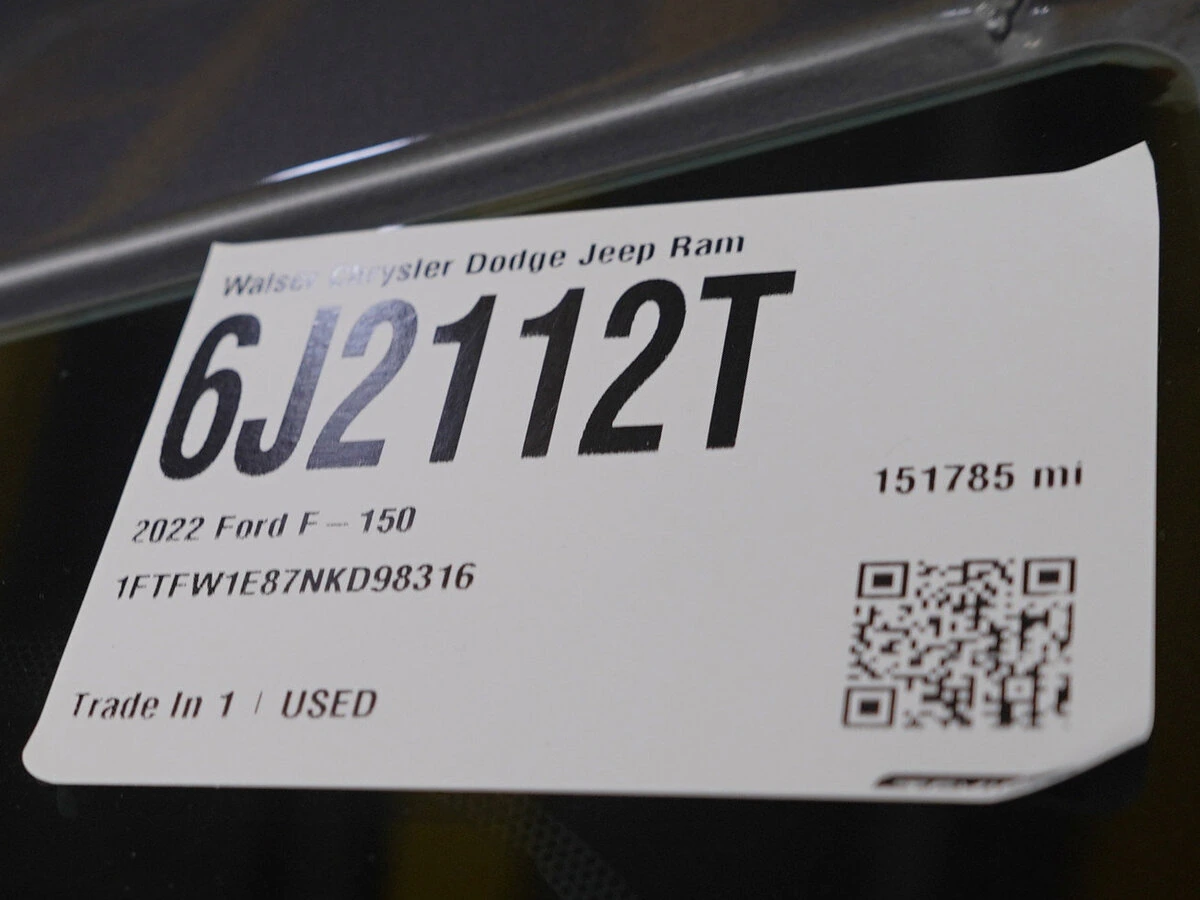 Walser Chrysler Dodge Jeep Ram
6J2112T
151785 mi
2022 Ford F-150
1FTFW1E87NKD98316
Trade In 1 | USED